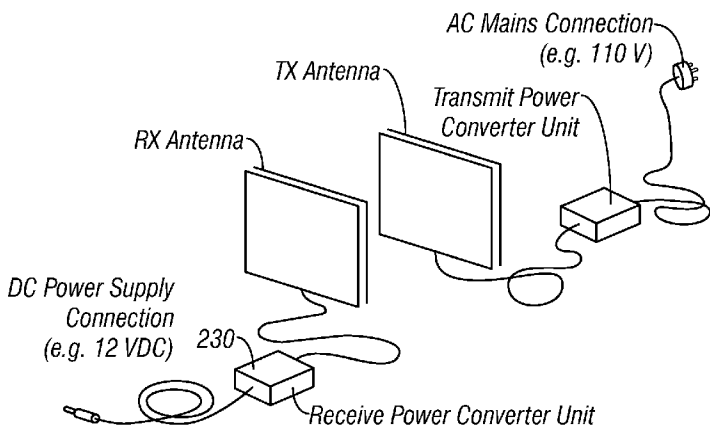 AC Mains Connection
(e.g. 110 V)
TX Antenna
Transmit Power
Converter Unit
RX Antenna
DC Power Supply
Connection
(e.g. 12 VDC)
230
Receive Power Converter Unit